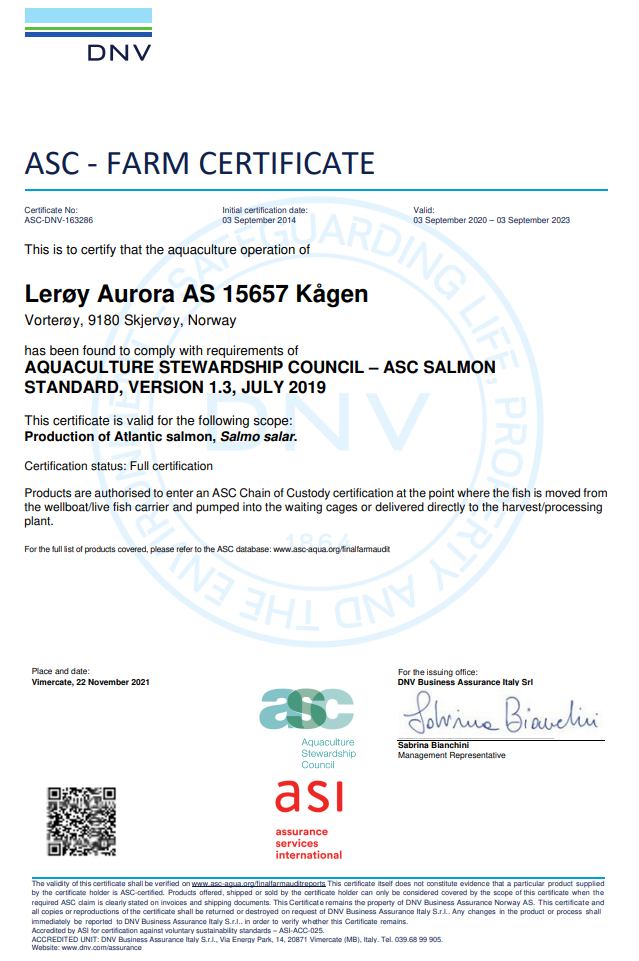 DNV
ASC - FARM CERTIFICATE
Certificate No:
ASC-DNV-163286
Initial certification date:
03 September 2014
Valid:
03 September 2020 – 03 September 2023
This is to certify that the aquaculture operation of
Lerøy Aurora AS 15657 Kågen
Vorterøy, 9180 Skjervøy, Norway
has been found to comply with requirements of
AQUACULTURE STEWARDSHIP COUNCIL – ASC SALMON
STANDARD, VERSION 1.3, JULY 2019
This certificate is valid for the following scope:
Production of Atlantic salmon, Salmo salar.
Certification status: Full certification
Products are authorised to enter an ASC Chain of Custody certification at the point where the fish is moved from
the wellboat/live fish carrier and pumped into the waiting cages or delivered directly to the harvest/processing
plant.
For the full list of products covered, please refer to the ASC database: www.asc-aqua.org/finalfarmaudit
SAFEGUARDING LIFE, PROPERTY AND THE ENVIRONMENT
DNV
1864
Place and date:
Vimercate, 22 November 2021
asc
Aquaculture
Stewardship
Council
asi
assurance
services
international
For the issuing office:
DNV Business Assurance Italy Srl
Sabrina Bianchini
Sabrina Bianchini
Management Representative
The validity of this certificate shall be verified on www.asc-aqua.org/finalfarmauditreports This certificate itself does not constitute evidence that a particular product supplied
by the certificate holder is ASC-certified. Products offered, shipped or sold by the certificate holder can only be considered covered by the scope of this certificate when the
required ASC claim is clearly stated on invoices and shipping documents. This Certificate remains the property of DNV Business Assurance Norway AS. This certificate and
all copies or reproductions of the certificate shall be returned or destroyed on request of DNV Business Assurance Italy S.r.l.. Any changes in the product or process shall
immediately be reported to DNV Business Assurance Italy S.r.l.. in order to verify whether this Certificate remains.
Accredited by ASI for certification against voluntary sustainability standards – ASI-ACC-025.
ACCREDITED UNIT: DNV Business Assurance Italy S.r.l., Via Energy Park, 14, 20871 Vimercate (MB), Italy. Tel. 039.68 99 905.
Website: www.dnv.com/assurance